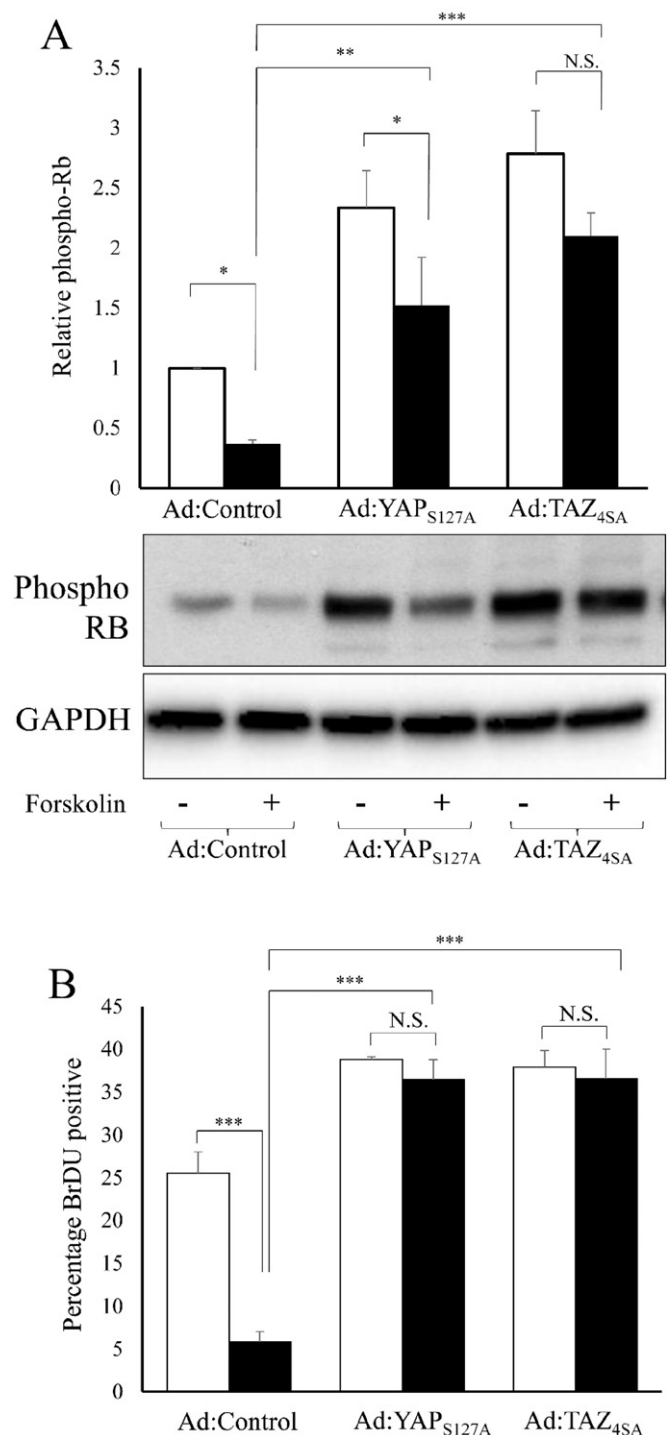 A
***
**
N.S.
*
*
3.5
3
2.5
2
1.5
1
0.5
0
Relative phospho-Rb
Ad:Control Ad:YAPS127A Ad:TAZ4SA
Phospho
RB
GAPDH
Forskolin - + - + - +
Ad:Control Ad:YAPS127A Ad:TAZ4SA
B
***
***
N.S. N.S.
***
45
40
35
30
25
20
15
10
5
0
Percentage BrDU positive
Ad:Control Ad:YAPS127A Ad:TAZ4SA